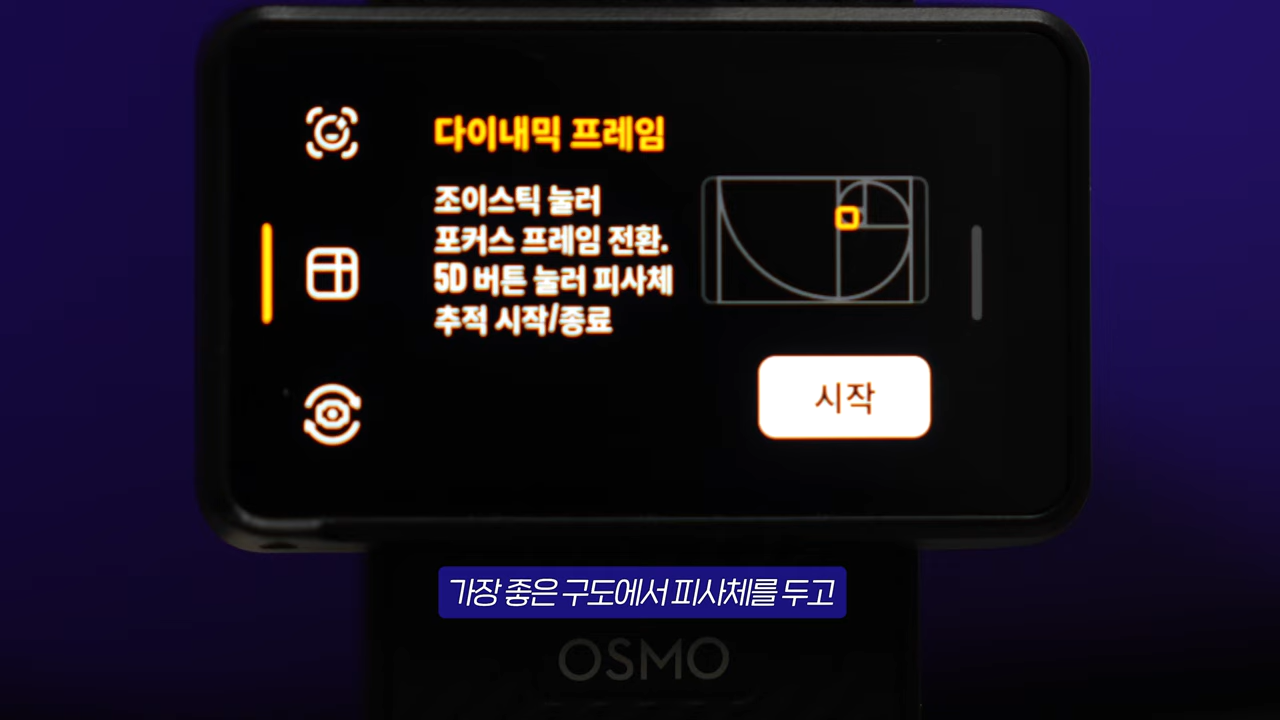 다이내믹 프레임
조이스틱 눌러
포커스 프레임 전환.
5D 버튼 눌러 피사체
추적 시작/종료
시작
가장 좋은 구도에서 피사체를 두고
OSMO